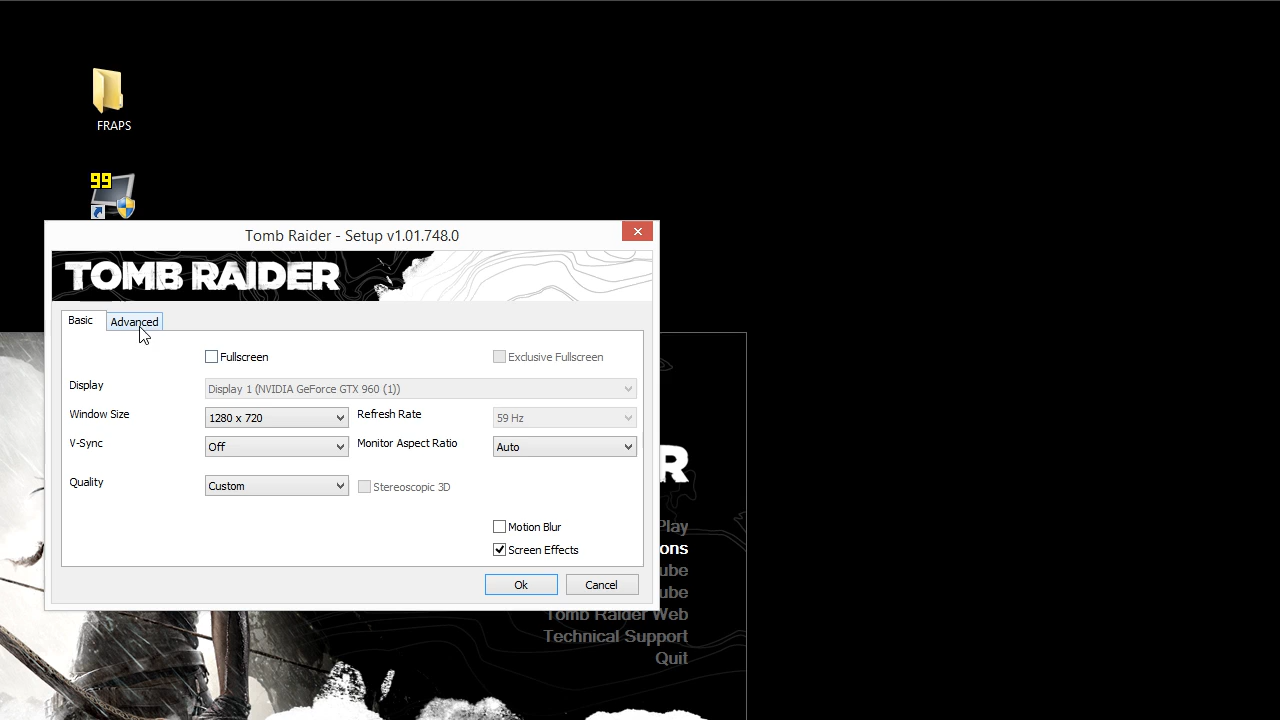 FRAPS
99
Tomb Raider - Setup v1.01.748.0
TOMB RAIDER
Basic Advanced
Fullscreen Exclusive Fullscreen
Display Display 1 (NVIDIA GeForce GTX 960 (1))
Window Size 1280 x 720 Refresh Rate 59 Hz
V-Sync Off Monitor Aspect Ratio Auto
Quality Custom Stereoscopic 3D
Motion Blur
Screen Effects
Ok Cancel
R
Play
ons
ube
ube
Tomb Raider Web
Technical Support
Quit